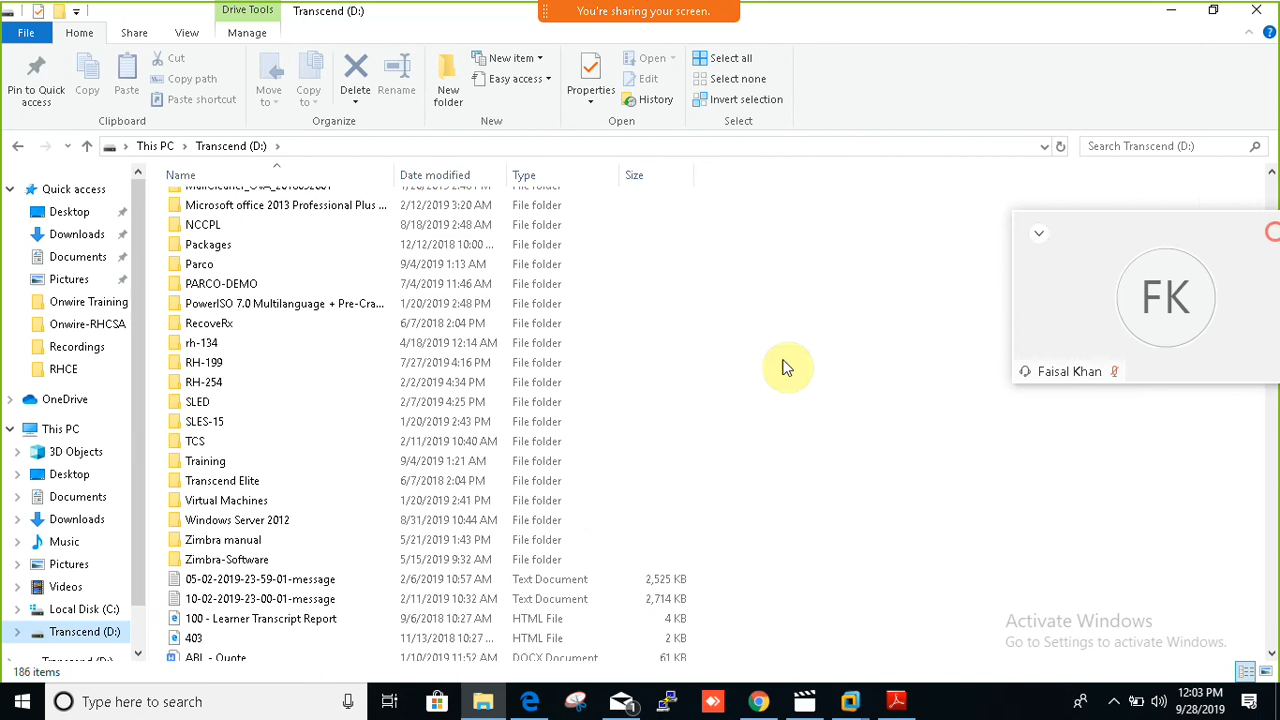 Drive Tools
Transcend (D:)
You're sharing your screen.
File
Home
Share
View
Manage
Pin to Quick access
Copy
Paste
Cut
Copy path
Paste shortcut
Clipboard
Move to
Copy to
Delete
Rename
Organize
New folder
New item
Easy access
New
Properties
Open
Edit
History
Open
Select all
Select none
Invert selection
Select
This PC
Transcend (D:)
Search Transcend (D:)
Name
Date modified
Type
Size
Quick access
Desktop
Downloads
Documents
Pictures
Onwire Training
Onwire-RHCSA
Recordings
RHCE
OneDrive
This PC
3D Objects
Desktop
Documents
Downloads
Music
Pictures
Videos
Local Disk (C:)
Transcend (D:)
Microsoft office 2013 Professional Plus ... 2/12/2019 3:20 AM File folder
NCCPL 8/18/2019 2:48 AM File folder
Packages 12/12/2018 10:00 ... File folder
Parco 9/4/2019 1:13 AM File folder
PARCO-DEMO 7/4/2019 11:46 AM File folder
PowerISO 7.0 Multilanguage + Pre-Cra... 1/20/2019 2:48 PM File folder
RecoveRx 6/7/2018 2:04 PM File folder
rh-134 4/18/2019 12:14 AM File folder
RH-199 7/27/2019 4:16 PM File folder
RH-254 2/2/2019 4:34 PM File folder
SLED 2/7/2019 4:25 PM File folder
SLES-15 1/20/2019 2:43 PM File folder
TCS 2/11/2019 10:40 AM File folder
Training 9/4/2019 1:21 AM File folder
Transcend Elite 6/7/2018 2:04 PM File folder
Virtual Machines 1/20/2019 2:41 PM File folder
Windows Server 2012 8/31/2019 10:44 AM File folder
Zimbra manual 5/21/2019 1:43 PM File folder
Zimbra-Software 5/15/2019 9:32 AM File folder
05-02-2019-23-59-01-message 2/6/2019 10:57 AM Text Document 2,525 KB
10-02-2019-23-00-01-message 2/11/2019 10:32 AM Text Document 2,714 KB
100 - Learner Transcript Report 9/6/2018 10:27 AM HTML File 4 KB
403 11/13/2018 10:27 ... HTML File 2 KB
ABL - Quote 1/10/2019 11:52 AM DOCX Document 61 KB
FK
Faisal Khan
Activate Windows
Go to Settings to activate Windows.
186 items
Type here to search
1
12:03 PM
9/28/2019